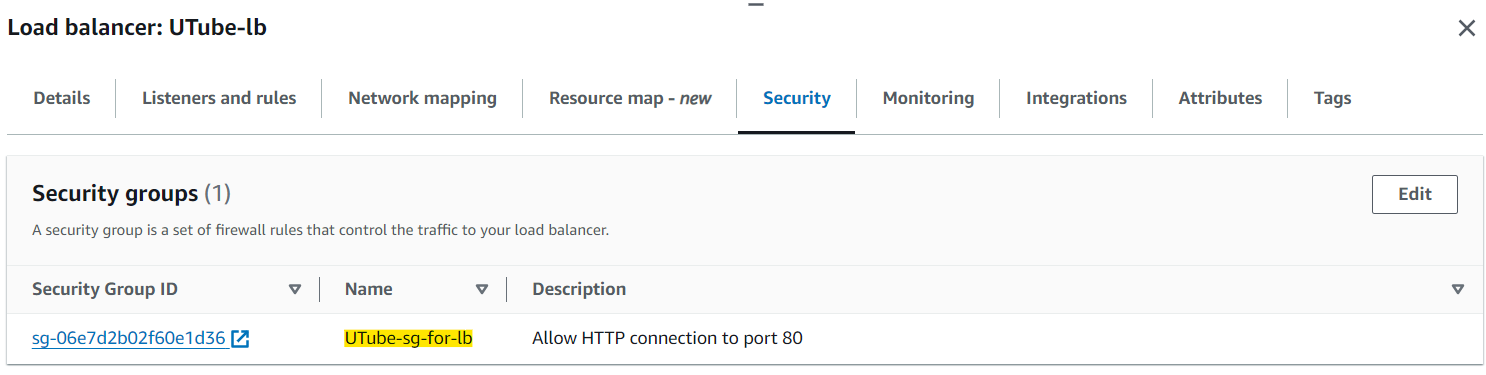 Load balancer: UTube-lb
Details Listeners and rules Network mapping Resource map - new Security Monitoring Integrations Attributes Tags
Security groups (1)
Edit
A security group is a set of firewall rules that control the traffic to your load balancer.
Security Group ID Name Description
sg-06e7d2b02f60e1d36 UTube-sg-for-lb Allow HTTP connection to port 80